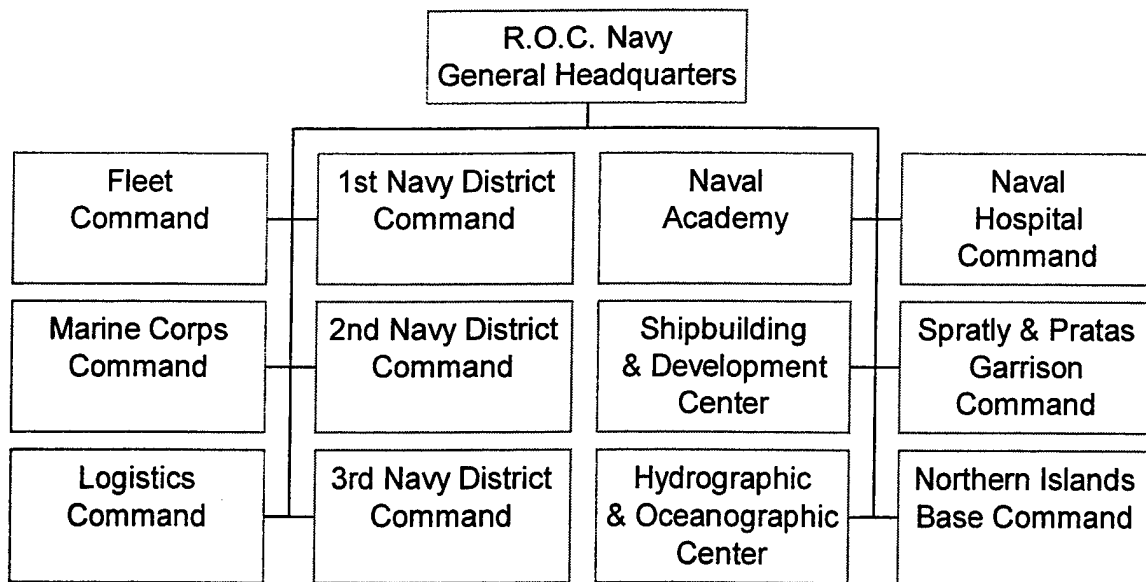 R.O.C. Navy
General Headquarters
Fleet
Command
1st Navy District
Command
Naval
Academy
Naval
Hospital
Command
Marine Corps
Command
2nd Navy District
Command
Shipbuilding
& Development
Center
Spratly & Pratas
Garrison
Command
Logistics
Command
3rd Navy District
Command
Hydrographic
& Oceanographic
Center
Northern Islands
Base Command